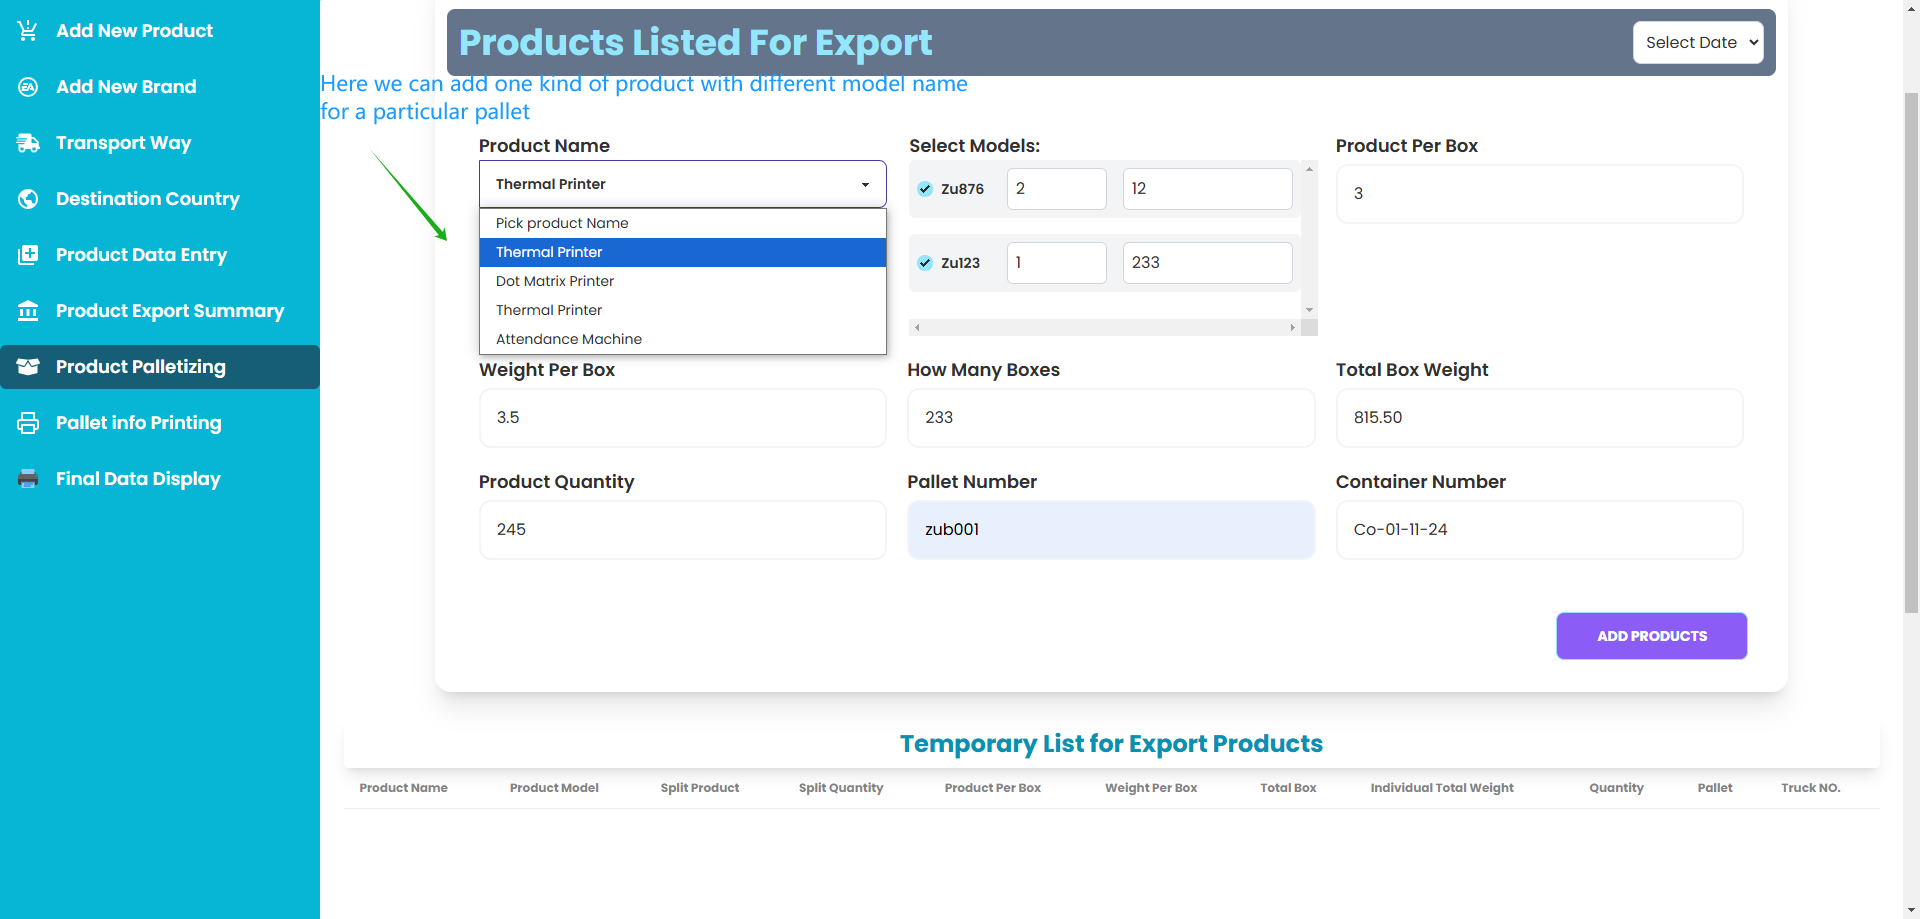 Add New Product
Add New Brand
Transport Way
Destination Country
Product Data Entry
Product Export Summary
Product Palletizing
Pallet info Printing
Final Data Display
Products Listed For Export
Select Date
Here we can add one kind of product with different model name
for a particular pallet
Product Name
Thermal Printer
Pick product Name
Thermal Printer
Dot Matrix Printer
Thermal Printer
Attendance Machine
Select Models:
Zu876 2 12
Zu123 1 233
Product Per Box
3
Weight Per Box
3.5
How Many Boxes
233
Total Box Weight
815.50
Product Quantity
245
Pallet Number
zub001
Container Number
Co-01-11-24
ADD PRODUCTS
Temporary List for Export Products
Product Name Product Model Split Product Split Quantity Product Per Box Weight Per Box Total Box Individual Total Weight Quantity Pallet Truck NO.